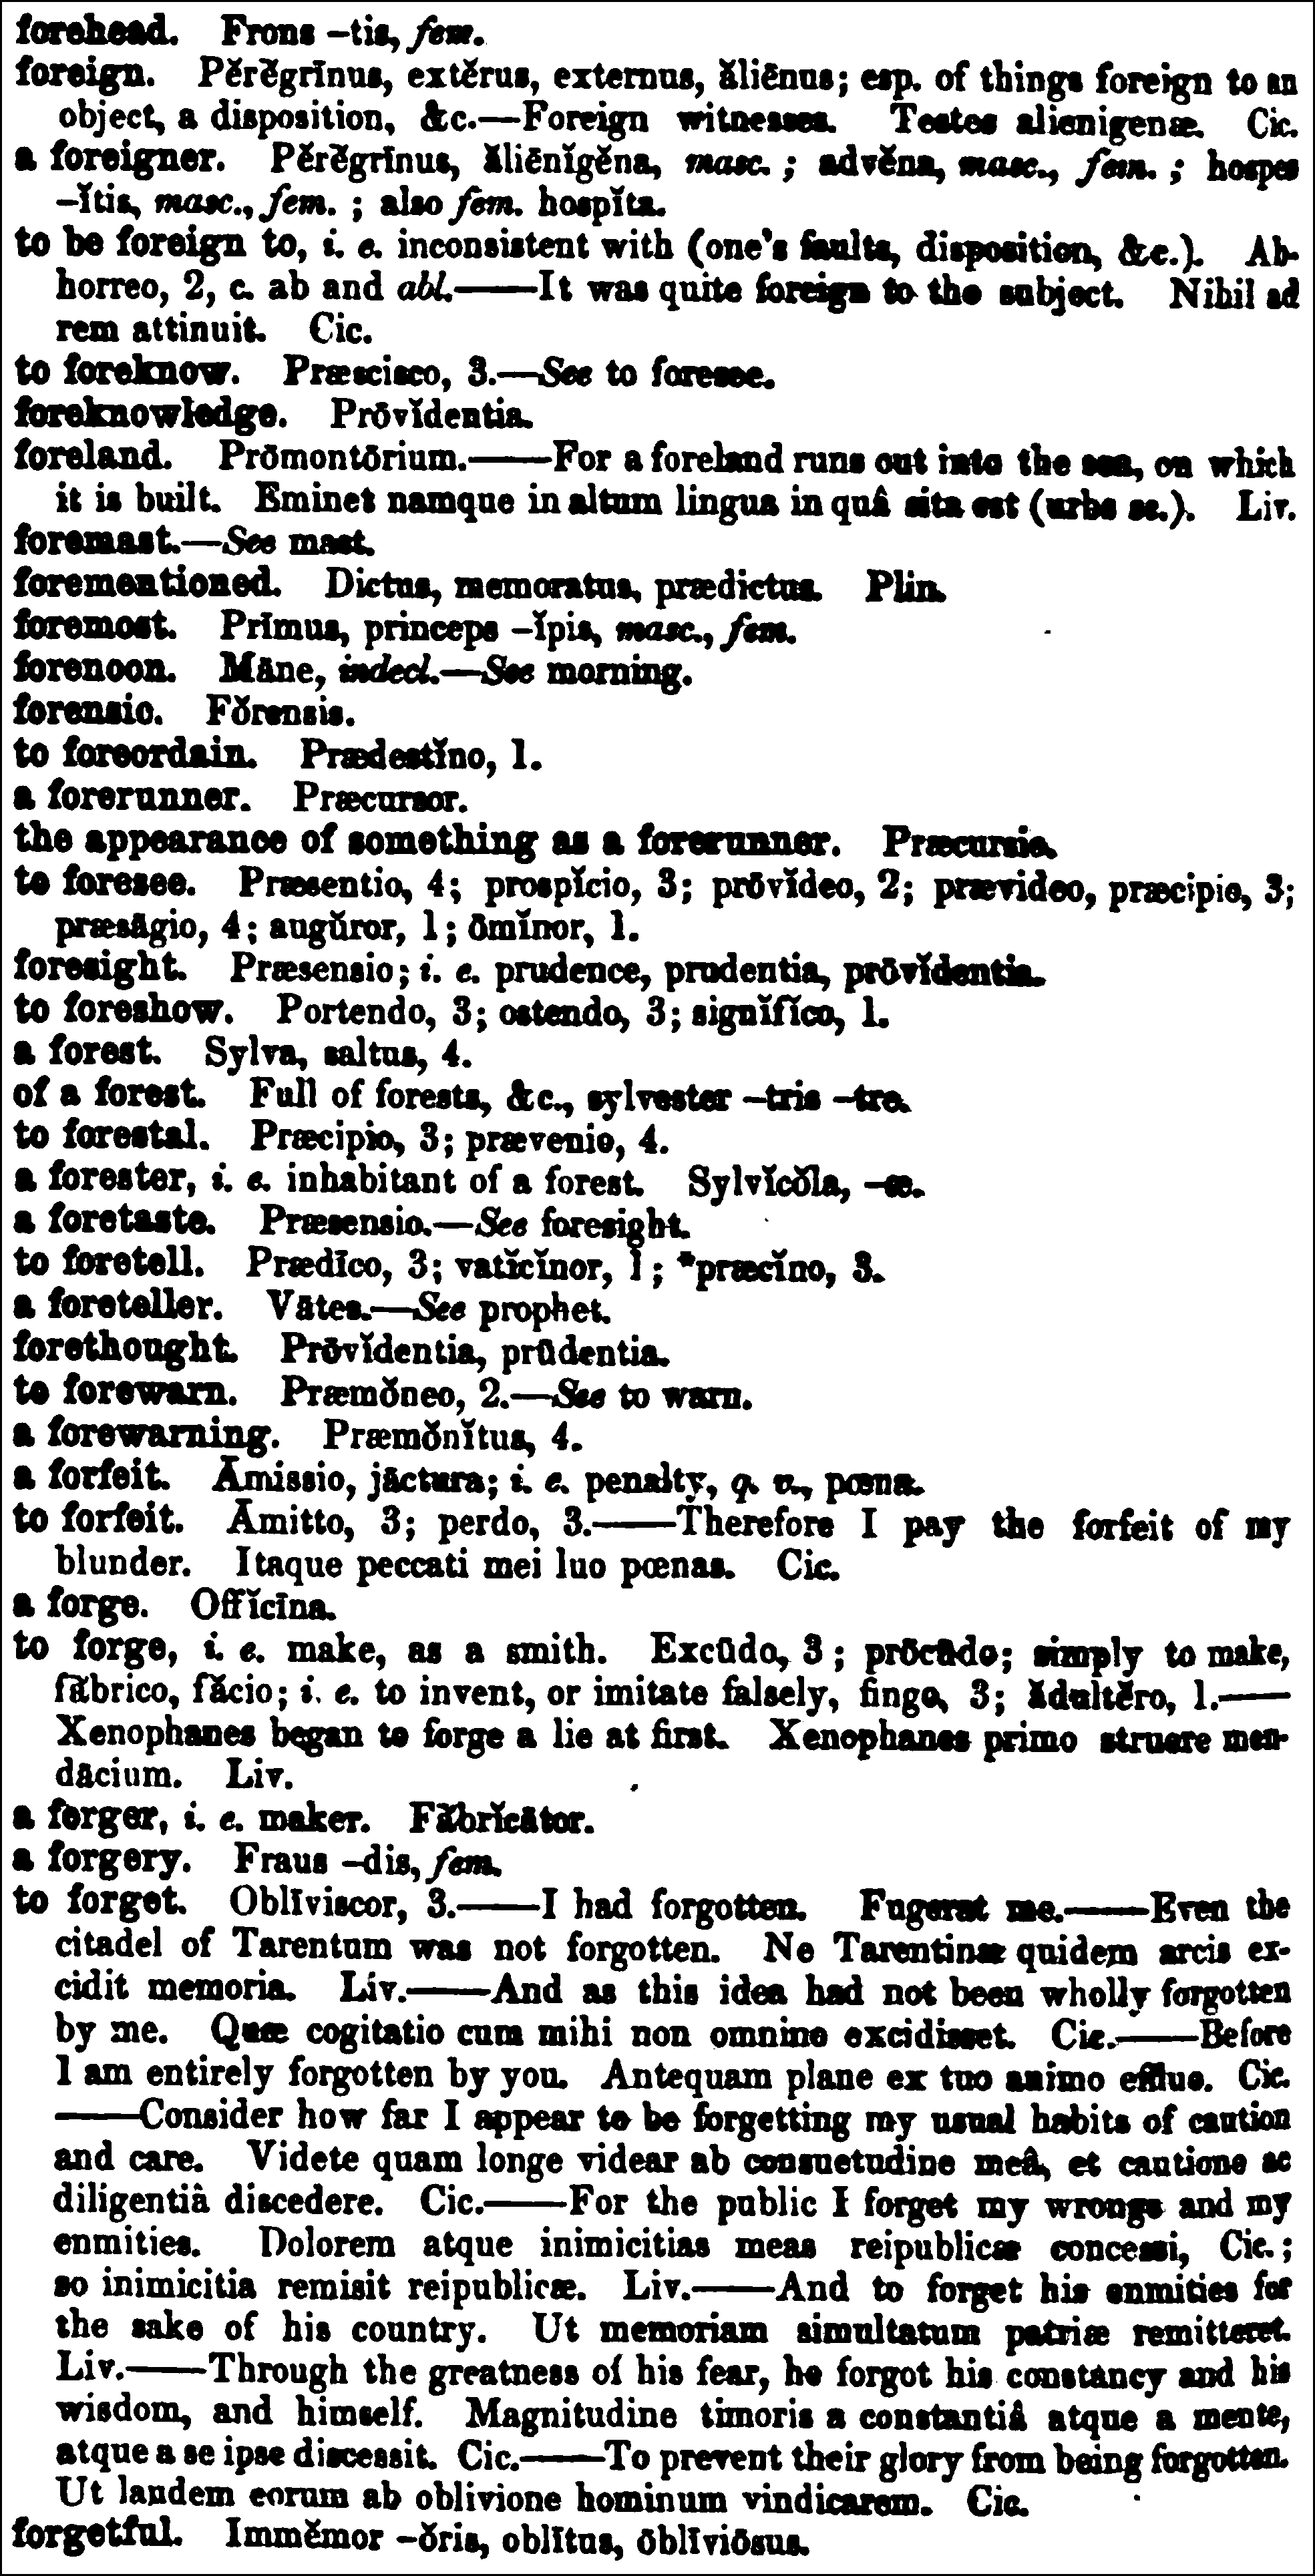 forehead. Frons –tis, fem.
foreign. Pĕrĕgrīnus, extĕrus, externus, ăliēnus; esp. of things foreign to an
object, a disposition, &c.—Foreign witnesses. Testes alienigenæ. Cic.
a foreigner. Pĕrĕgrīnus, ăliēnĭgĕna, masc. ; advĕna, masc., fem. ; hospes
–ĭtis, masc., fem. ; also fem. hospĭta.
to be foreign to, i. e. inconsistent with (one's faults, disposition, &c.). Ab-
horreo, 2, c. ab and abl.——It was quite foreign to the subject. Nihil ad
rem attinuit. Cic.
to foreknow. Præscisco, 3.—See to foresee.
foreknowledge. Prōvĭdentia.
foreland. Prōmontōrium.——For a foreland runs out into the sea, on which
it is built. Eminet namque in altum lingua in quâ sita est (urbs sc.). Liv.
foremast.—See mast.
forementioned. Dictus, memoratus, prædictus. Plin.
foremost. Prīmus, princeps –ĭpis, masc., fem.
forenoon. Māne, indecl.—See morning.
forensic. Fŏrensis.
to foreordain. Prædestĭno, 1.
a forerunner. Præcursor.
the appearance of something as a forerunner. Præcursio.
to foresee. Præsentio, 4; prospĭcio, 3; prōvĭdeo, 2; prævideo, præcipio, 3;
præsāgio, 4; augŭror, 1; ōmĭnor, 1.
foresight. Præsensio; i. e. prudence, prudentia, prōvĭdentia.
to foreshow. Portendo, 3; ostendo, 3; signĭfĭco, 1.
a forest. Sylva, saltus, 4.
of a forest. Full of forests, &c., sylvester –tris –tre.
to forestal. Præcipio, 3; prævenio, 4.
a forester, i. e. inhabitant of a forest. Sylvĭcŏla, –æ.
a foretaste. Præsensio.—See foresight.
to foretell. Prædīco, 3; vatĭcĭnor, 1; *præcĭno, 3.
a foreteller. Vātes.—See prophet.
forethought. Prōvĭdentia, prūdentia.
to forewarn. Præmŏneo, 2.—See to warn.
a forewarning. Præmŏnĭtus, 4.
a forfeit. Āmissio, jāctura; i. e. penalty, q. v., pœna.
to forfeit. Āmitto, 3; perdo, 3.——Therefore I pay the forfeit of my
blunder. Itaque peccati mei luo pœnas. Cic.
a forge. Offĭcīna.
to forge, i. e. make, as a smith. Excūdo, 3; prōcūdo; simply to make,
făbrico, făcio; i. e. to invent, or imitate falsely, fingo, 3; ădultĕro, 1.——
Xenophanes began to forge a lie at first. Xenophanes primo struere men-
dācium. Liv.
a forger, i. e. maker. Făbrĭcātor.
a forgery. Fraus –dis, fem.
to forget. Oblīviscor, 3.——I had forgotten. Fugerat me.——Even the
citadel of Tarentum was not forgotten. Ne Tarentinæ quidem arcis ex-
cidit memoria. Liv.——And as this idea had not been wholly forgotten
by me. Quæ cogitatio cum mihi non omnino excidisset. Cic.——Before
I am entirely forgotten by you. Antequam plane ex tuo animo effluo. Cic.
——Consider how far I appear to be forgetting my usual habits of caution
and care. Videte quam longe videar ab consuetudine meâ, et cautione ac
diligentiâ discedere. Cic.——For the public I forget my wrongs and my
enmities. Dolorem atque inimicitias meas reipublicæ concessi, Cic.;
so inimicitia remisit reipublicæ. Liv.——And to forget his enmities for
the sake of his country. Ut memoriam simultatum patriæ remitteret.
Liv.——Through the greatness of his fear, he forgot his constancy and his
wisdom, and himself. Magnitudine timoris a constantiâ atque a mente,
atque a se ipse discessit. Cic.——To prevent their glory from being forgotten.
Ut laudem eorum ab oblivione hominum vindicarem. Cic.
forgetful. Immĕmor –ŏris, oblītus, ōblīviōsus.